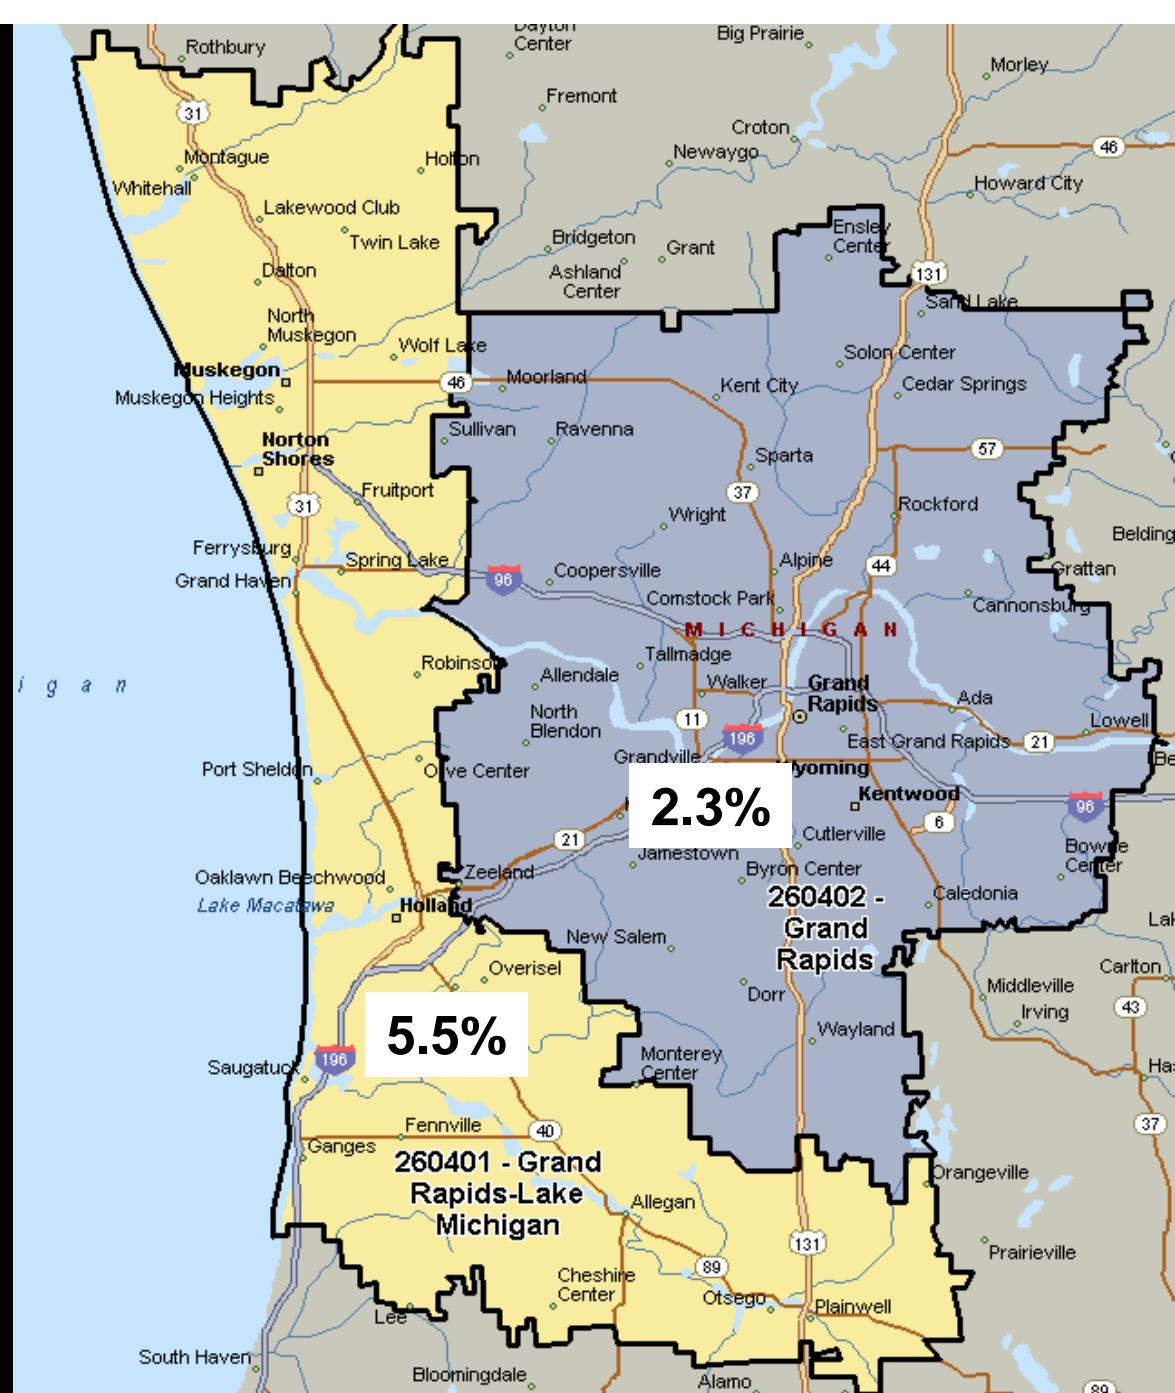 Dayton
Center
Big Prairie
Rothbury
Morley
Fremont
31
Croton
46
Newaygo
Montague
Holton
Whitehall
Howard City
Lakewood Club
Twin Lake
Bridgeton
Grant
Ensley
Center
Dalton
Ashland
Center
131
Sand Lake
North
Muskegon
Wolf Lake
Solon Center
Muskegon
46
Moorland
Kent City
Cedar Springs
Muskegon Heights
Sullivan
Ravenna
Norton
Shores
57
Sparta
Fruitport
37
31
Rockford
Wright
Belding
Ferrysburg
Spring Lake
Alpine
44
Grand Haven
96
Coopersville
Grattan
Comstock Park
Cannonsburg
MICHIGAN
Robinson
Tallmadge
Allendale
Walker
Grand
Rapids
Ada
i g a n
North
Blendon
11
196
East Grand Rapids
21
Lowell
Port Sheldon
Olive Center
Grandville
Wyoming
Be
2.3%
Kentwood
96
6
21
Cutlerville
Jamestown
Byron Center
Bowne
Center
Oaklawn Beechwood
Zeeland
Lake Macatawa
Holland
260402 -
Grand
Rapids
Caledonia
New Salem
Lak
Overisel
Carlton
Dorr
Middleville
Irving
43
5.5%
Wayland
196
Saugatuck
Monterey
Center
Ha
Fennville
40
37
Ganges
260401 - Grand
Rapids-Lake
Michigan
Orangeville
Allegan
131
Prairieville
89
Cheshire
Center
Otsego
Plainwell
Lee
South Haven
Bloomingdale
Alamo
89